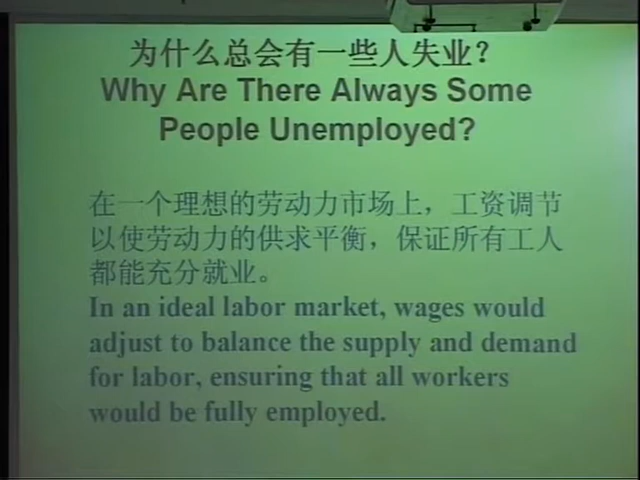 为什么总会有一些人失业？
Why Are There Always Some
People Unemployed?
在一个理想的劳动力市场上，工资调节
以使劳动力的供求平衡，保证所有工人
都能充分就业。
In an ideal labor market, wages would
adjust to balance the supply and demand
for labor, ensuring that all workers
would be fully employed.